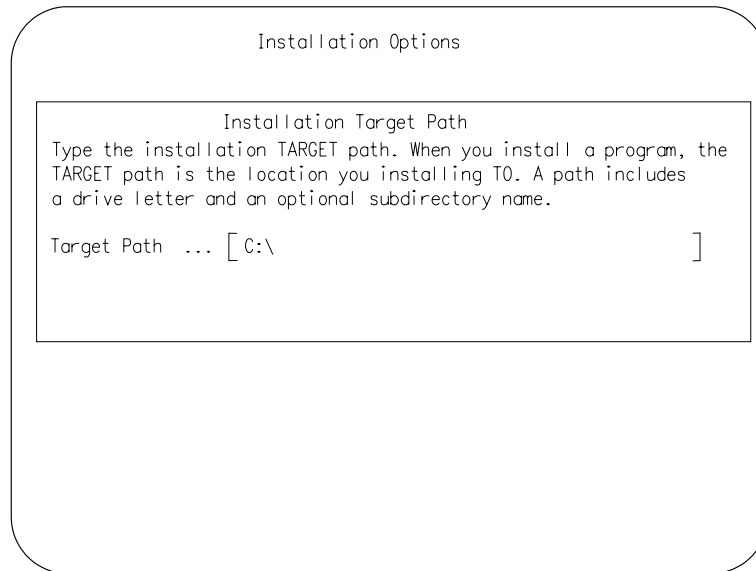 Installation Options
Installation Target Path
Type the installation TARGET path. When you install a program, the
TARGET path is the location you installing TO. A path includes
a drive letter and an optional subdirectory name.
Target Path ... [ C:\ ]